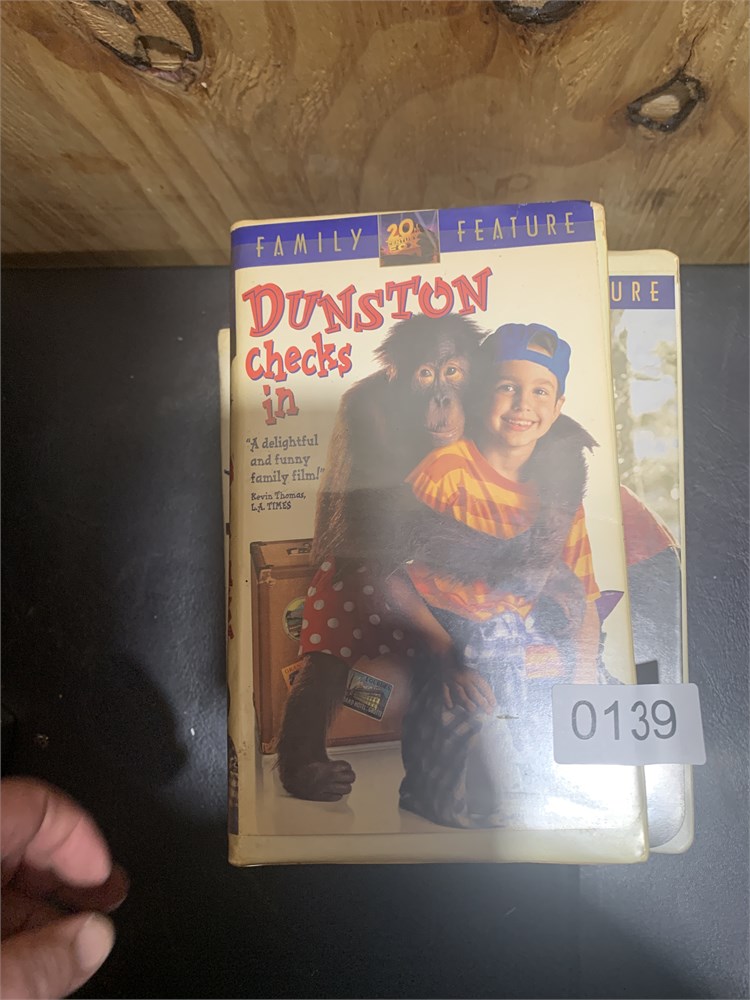 FAMILY
20th CENTURY FOX
FEATURE
URE
DUNSTON
checks
in
"A delightful
and funny
family film!"
Kevin Thomas,
L.A. TIMES
0139